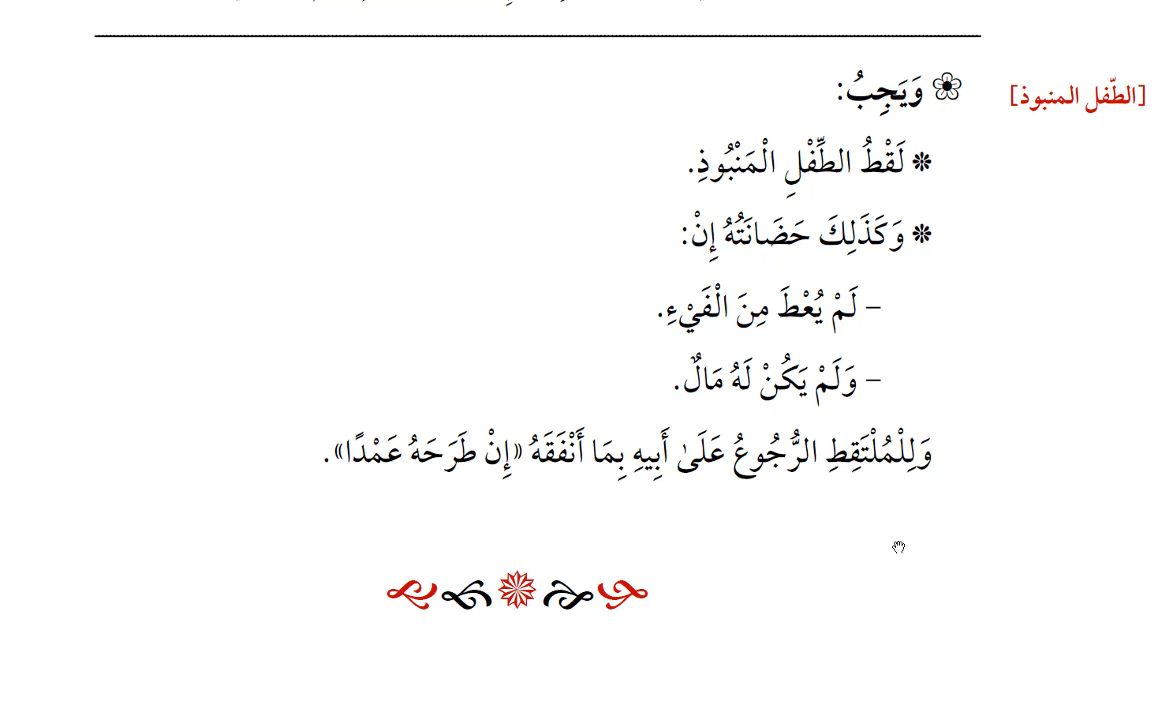 [الطّفل المنبوذ]
وَيَجِبُ:
لَقْطُ الطِّفْلِ الْمَنْبُوذِ.
وَكَذَلِكَ حَضَانَتُهُ إِنْ:
– لَمْ يُعْطَ مِنَ الْفَيْءِ.
– وَلَمْ يَكُنْ لَهُ مَالٌ.
وَلِلْمُلْتَقِطِ الرُّجُوعُ عَلَىٰ أَبِيهِ بِمَا أَنْفَقَهُ «إِنْ طَرَحَهُ عَمْدًا».